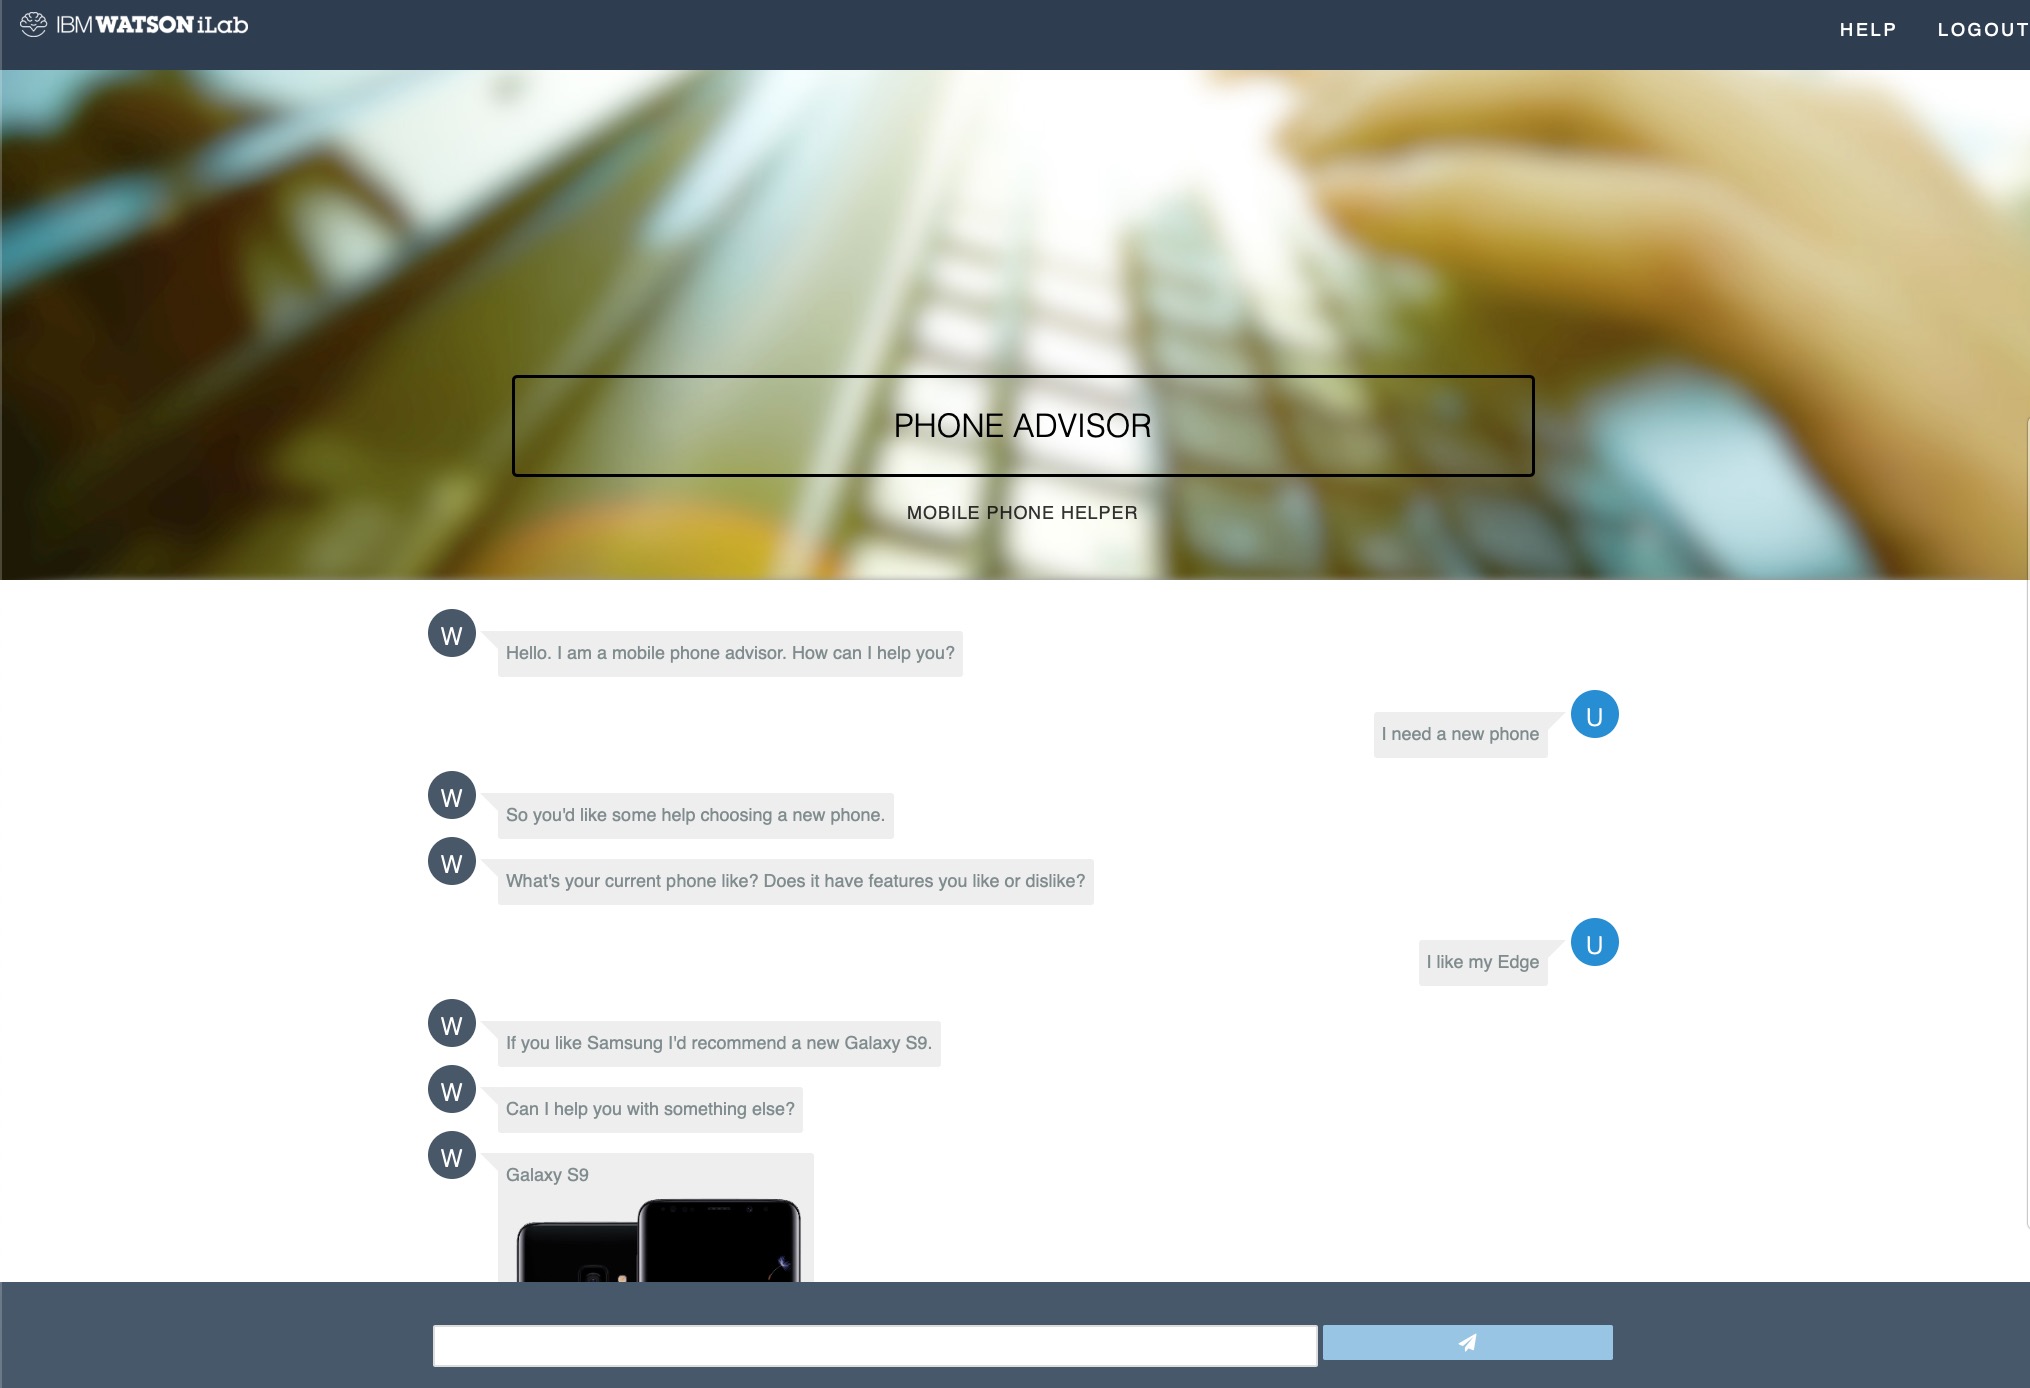 IBM WATSON iLab
HELP
LOGOUT
PHONE ADVISOR
MOBILE PHONE HELPER
W
Hello. I am a mobile phone advisor. How can I help you?
U
I need a new phone
W
So you'd like some help choosing a new phone.
W
What's your current phone like? Does it have features you like or dislike?
U
I like my Edge
W
If you like Samsung I'd recommend a new Galaxy S9.
W
Can I help you with something else?
W
Galaxy S9